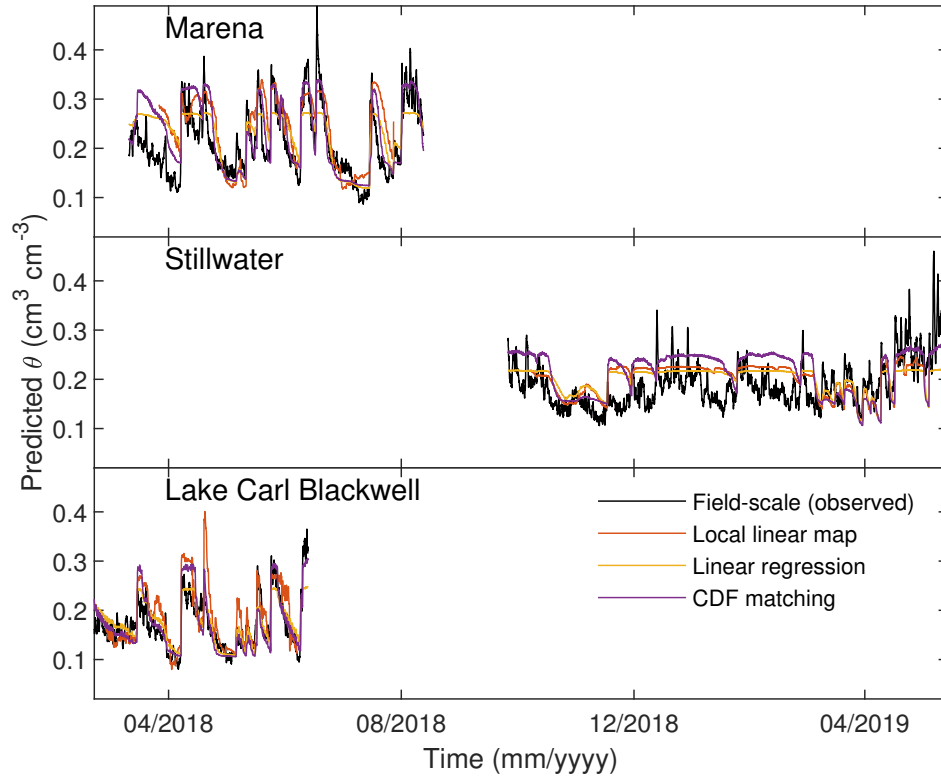 Marena
0.4
0.3
0.2
0.1
Stillwater
0.4
0.3
0.2
0.1
Predicted θ (cm³ cm⁻³)
Lake Carl Blackwell
0.4
0.3
0.2
0.1
Field-scale (observed)
Local linear map
Linear regression
CDF matching
04/2018 08/2018 12/2018 04/2019
Time (mm/yyyy)